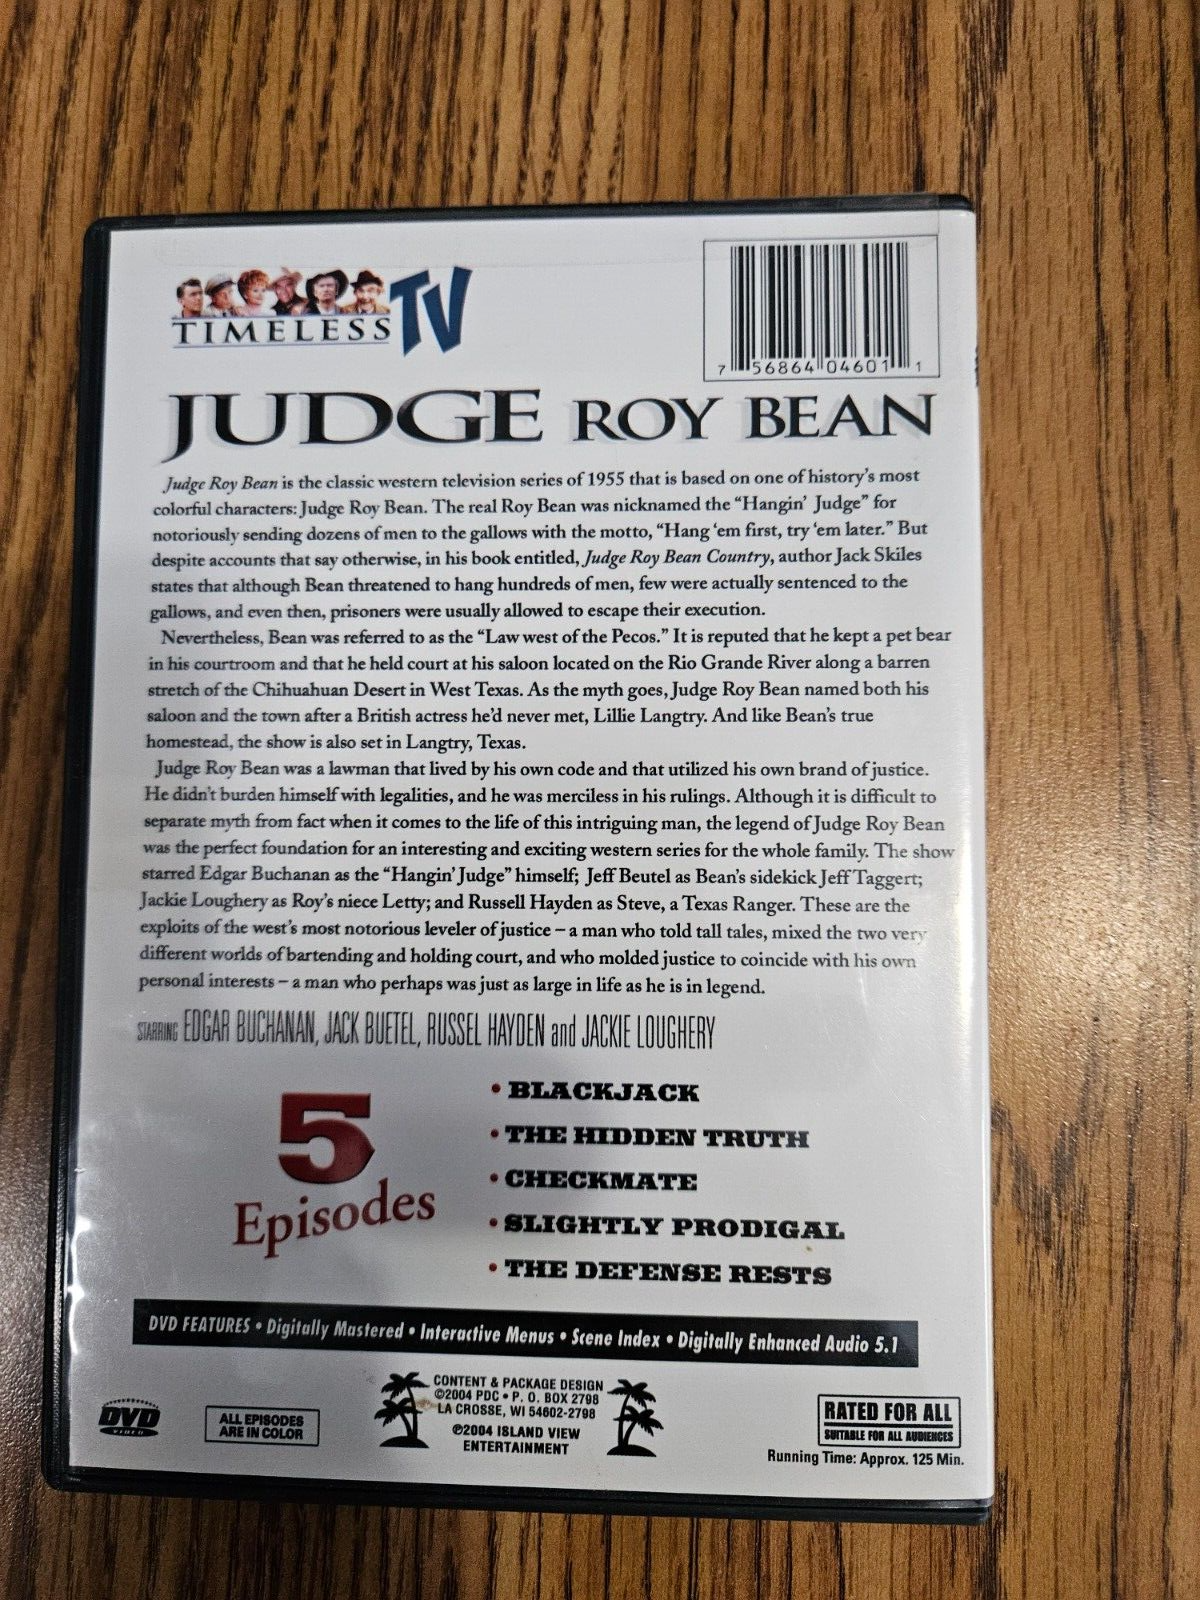 TIMELESS TV
7 56864 04601 1
JUDGE ROY BEAN
Judge Roy Bean is the classic western television series of 1955 that is based on one of history's most
colorful characters: Judge Roy Bean. The real Roy Bean was nicknamed the "Hangin' Judge" for
notoriously sending dozens of men to the gallows with the motto, "Hang 'em first, try 'em later." But
despite accounts that say otherwise, in his book entitled, Judge Roy Bean Country, author Jack Skiles
states that although Bean threatened to hang hundreds of men, few were actually sentenced to the
gallows, and even then, prisoners were usually allowed to escape their execution.
Nevertheless, Bean was referred to as the "Law west of the Pecos." It is reputed that he kept a pet bear
in his courtroom and that he held court at his saloon located on the Rio Grande River along a barren
stretch of the Chihuahuan Desert in West Texas. As the myth goes, Judge Roy Bean named both his
saloon and the town after a British actress he'd never met, Lillie Langtry. And like Bean's true
homestead, the show is also set in Langtry, Texas.
Judge Roy Bean was a lawman that lived by his own code and that utilized his own brand of justice.
He didn't burden himself with legalities, and he was merciless in his rulings. Although it is difficult to
separate myth from fact when it comes to the life of this intriguing man, the legend of Judge Roy Bean
was the perfect foundation for an interesting and exciting western series for the whole family. The show
starred Edgar Buchanan as the "Hangin' Judge" himself; Jeff Beutel as Bean's sidekick Jeff Taggert;
Jackie Loughery as Roy's niece Letty; and Russell Hayden as Steve, a Texas Ranger. These are the
exploits of the west's most notorious leveler of justice – a man who told tall tales, mixed the two very
different worlds of bartending and holding court, and who molded justice to coincide with his own
personal interests – a man who perhaps was just as large in life as he is in legend.
STARRING EDGAR BUCHANAN, JACK BUETEL, RUSSEL HAYDEN and JACKIE LOUGHERY
5 Episodes
• BLACKJACK
• THE HIDDEN TRUTH
• CHECKMATE
• SLIGHTLY PRODIGAL
• THE DEFENSE RESTS
DVD FEATURES • Digitally Mastered • Interactive Menus • Scene Index • Digitally Enhanced Audio 5.1
DVD
VIDEO
ALL EPISODES
ARE IN COLOR
CONTENT & PACKAGE DESIGN
©2004 PDC • P. O. BOX 2798
LA CROSSE, WI 54602-2798
℗2004 ISLAND VIEW
ENTERTAINMENT
RATED FOR ALL
SUITABLE FOR ALL AUDIENCES
Running Time: Approx. 125 Min.